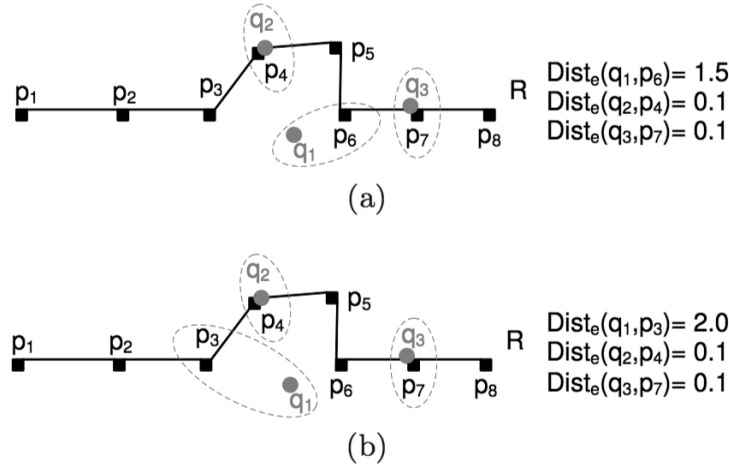 q₂
p₅
p₄
p₁ p₂ p₃
q₃
R
q₁
p₆ p₇ p₈
Distₑ(q₁,p₆)= 1.5
Distₑ(q₂,p₄)= 0.1
Distₑ(q₃,p₇)= 0.1
(a)
q₂
p₅
p₄
p₁ p₂ p₃
q₃
R
q₁
p₆ p₇ p₈
Distₑ(q₁,p₃)= 2.0
Distₑ(q₂,p₄)= 0.1
Distₑ(q₃,p₇)= 0.1
(b)